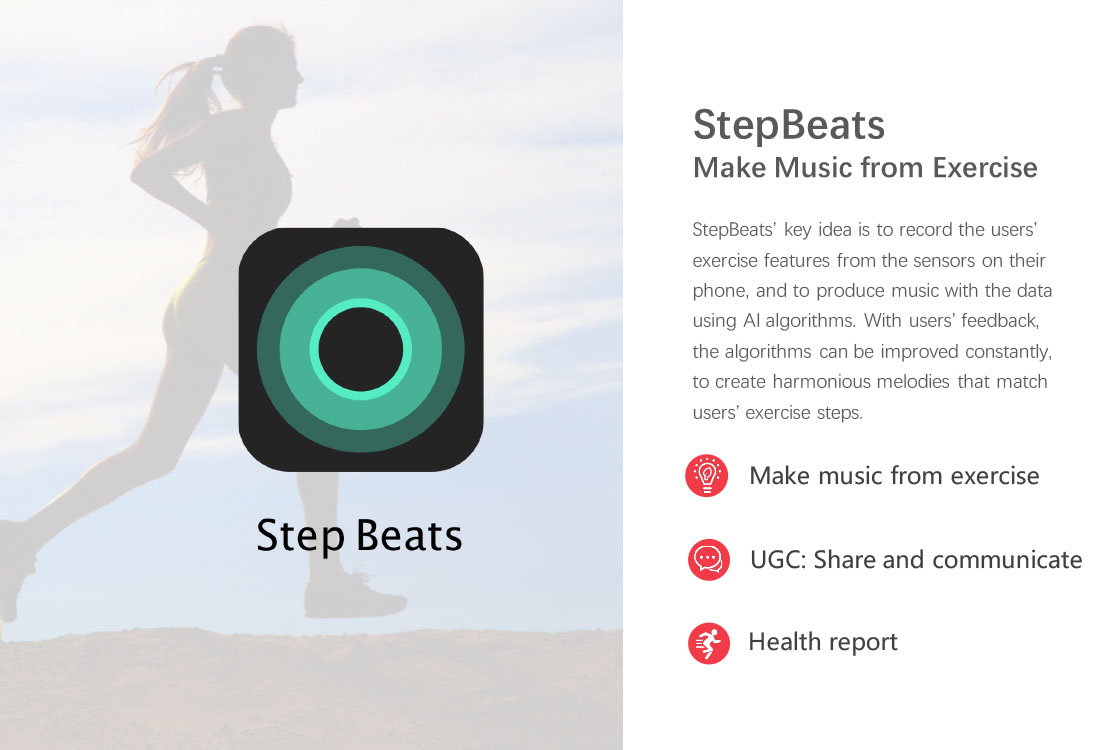 Step Beats
StepBeats
Make Music from Exercise
StepBeats’ key idea is to record the users’
exercise features from the sensors on their
phone, and to produce music with the data
using AI algorithms. With users’ feedback,
the algorithms can be improved constantly,
to create harmonious melodies that match
users’ exercise steps.
Make music from exercise
UGC: Share and communicate
Health report